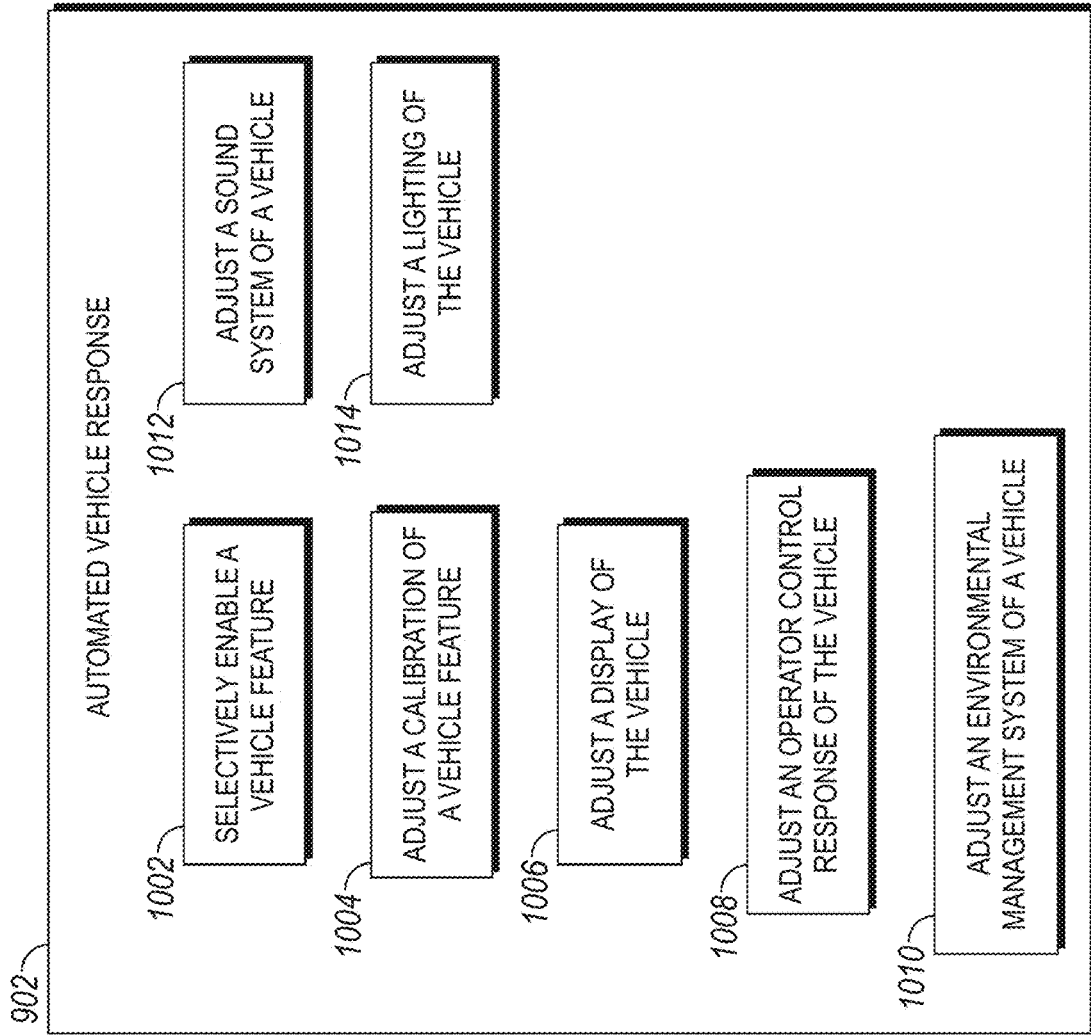 902
AUTOMATED VEHICLE RESPONSE
1002
SELECTIVELY ENABLE A
VEHICLE FEATURE
1004
ADJUST A CALIBRATION OF
A VEHICLE FEATURE
1006
ADJUST A DISPLAY OF
THE VEHICLE
1008
ADJUST AN OPERATOR CONTROL
RESPONSE OF THE VEHICLE
1010
ADJUST AN ENVIRONMENTAL
MANAGEMENT SYSTEM OF A VEHICLE
1012
ADJUST A SOUND
SYSTEM OF A VEHICLE
1014
ADJUST A LIGHTING OF
THE VEHICLE